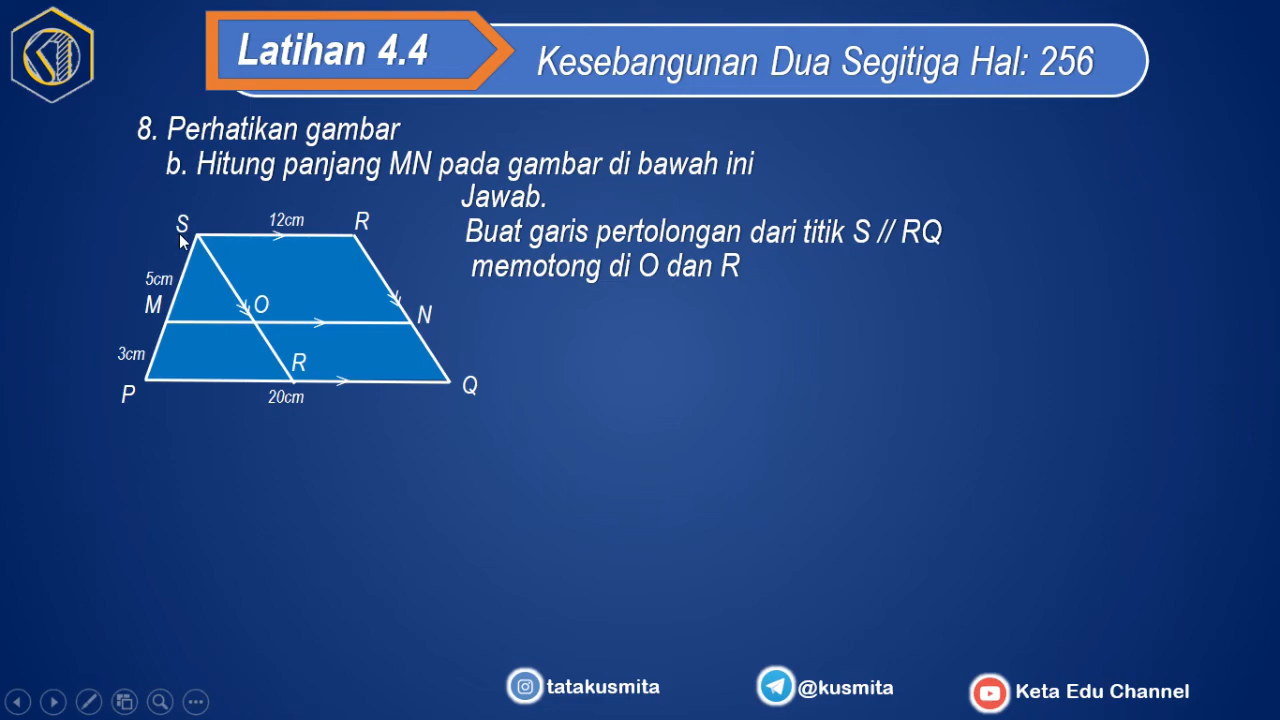 Latihan 4.4
Kesebangunan Dua Segitiga Hal: 256
8. Perhatikan gambar
b. Hitung panjang MN pada gambar di bawah ini
Jawab.
Buat garis pertolongan dari titik S // RQ
memotong di O dan R
S
12cm
R
5cm
M
O
N
3cm
R
P
20cm
Q
tatakusmita
@kusmita
Keta Edu Channel